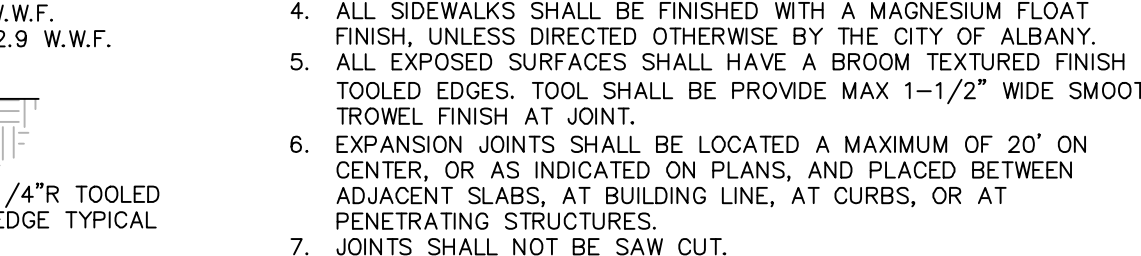 W.W.F.
2.9 W.W.F.
/4"R TOOLED
EDGE TYPICAL
4. ALL SIDEWALKS SHALL BE FINISHED WITH A MAGNESIUM FLOAT
FINISH, UNLESS DIRECTED OTHERWISE BY THE CITY OF ALBANY.
5. ALL EXPOSED SURFACES SHALL HAVE A BROOM TEXTURED FINISH
TOOLED EDGES. TOOL SHALL BE PROVIDE MAX 1-1/2" WIDE SMOOT
TROWEL FINISH AT JOINT.
6. EXPANSION JOINTS SHALL BE LOCATED A MAXIMUM OF 20' ON
CENTER, OR AS INDICATED ON PLANS, AND PLACED BETWEEN
ADJACENT SLABS, AT BUILDING LINE, AT CURBS, OR AT
PENETRATING STRUCTURES.
7. JOINTS SHALL NOT BE SAW CUT.